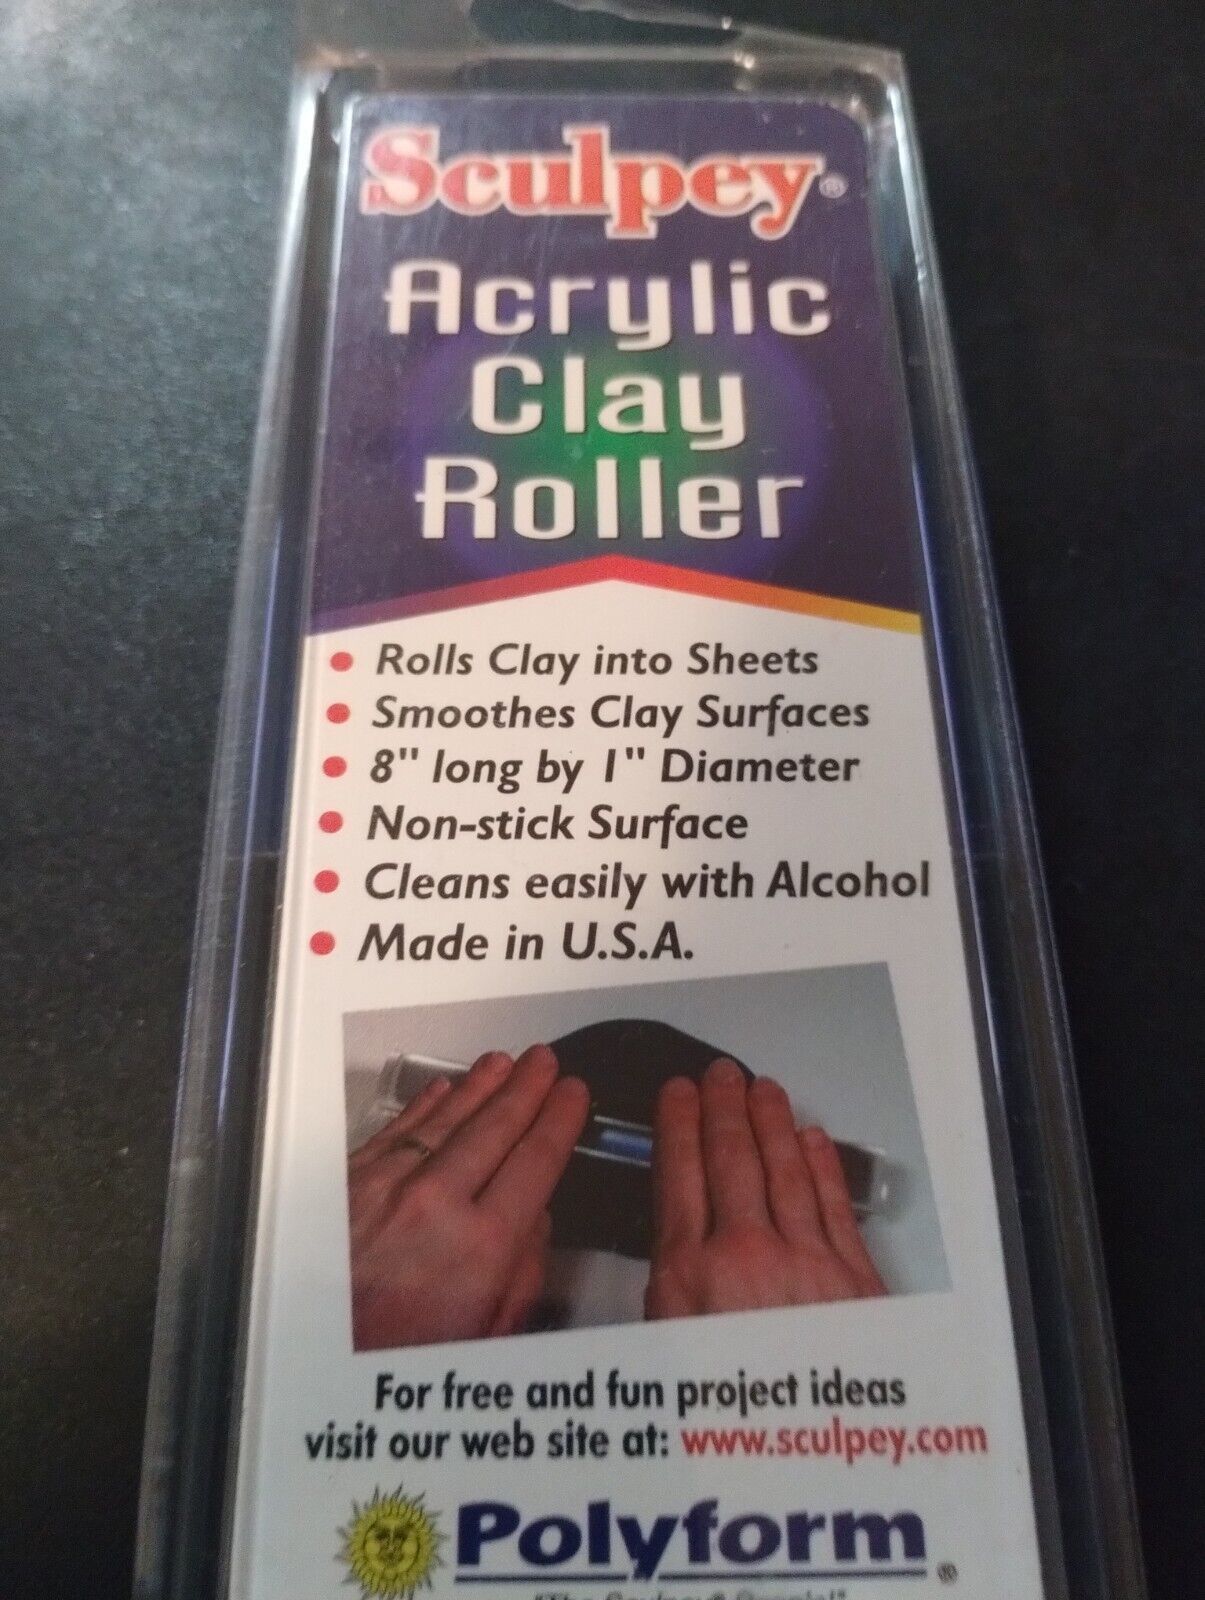 Sculpey®
Acrylic
Clay
Roller
• Rolls Clay into Sheets
• Smoothes Clay Surfaces
• 8" long by 1" Diameter
• Non-stick Surface
• Cleans easily with Alcohol
• Made in U.S.A.
For free and fun project ideas
visit our web site at: www.sculpey.com
Polyform®
"The Sculpey®